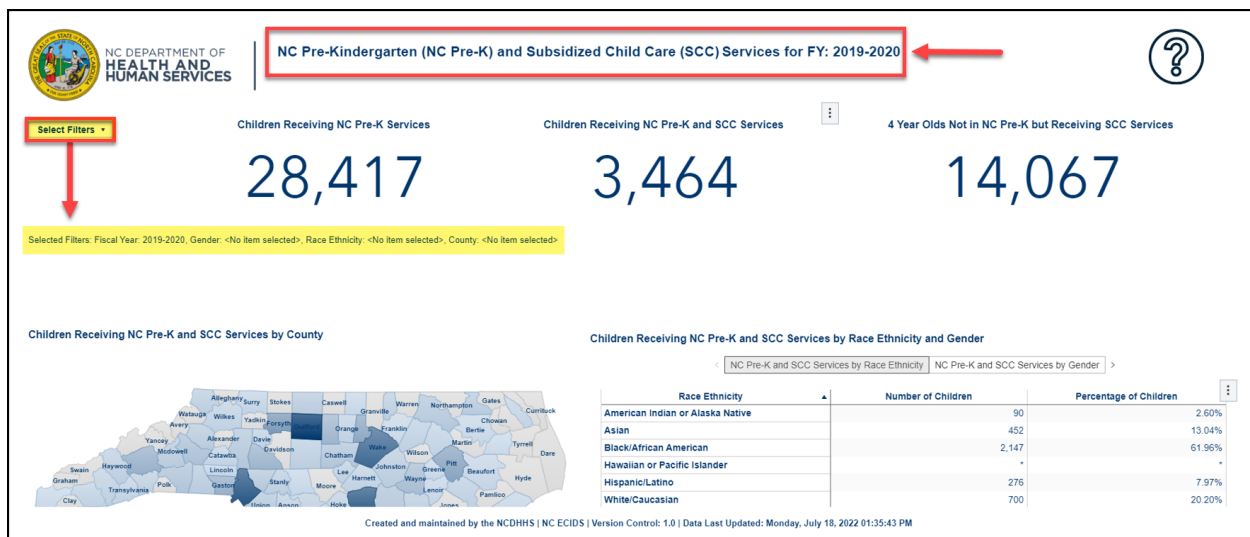 NC DEPARTMENT OF
HEALTH AND
HUMAN SERVICES
NC Pre-Kindergarten (NC Pre-K) and Subsidized Child Care (SCC) Services for FY: 2019-2020
?
Select Filters
Children Receiving NC Pre-K Services
28,417
Children Receiving NC Pre-K and SCC Services
3,464
4 Year Olds Not in NC Pre-K but Receiving SCC Services
14,067
Selected Filters: Fiscal Year: 2019-2020, Gender: <No item selected>, Race Ethnicity: <No item selected>, County: <No item selected>
Children Receiving NC Pre-K and SCC Services by County
Alleghany Surry Stokes Caswell Granville Warren Northampton Gates Currituck
Watauga Wilkes Yadkin Forsyth Guilford Orange Franklin Bertie Chowan
Avery Alexander Davie Martin Tyrrell
Yancey Mcdowell Catawba Davidson Chatham Wake Wilson Dare
Swain Haywood Lincoln Lee Johnston Greene Pitt Beaufort Hyde
Graham Transylvania Polk Gaston Stanly Moore Harnett Wayne Lenoir Pamlico
Clay Union Anson Hoke Jones
Children Receiving NC Pre-K and SCC Services by Race Ethnicity and Gender
NC Pre-K and SCC Services by Race Ethnicity NC Pre-K and SCC Services by Gender
Race Ethnicity Number of Children Percentage of Children
American Indian or Alaska Native 90 2.60%
Asian 452 13.04%
Black/African American 2,147 61.96%
Hawaiian or Pacific Islander * *
Hispanic/Latino 276 7.97%
White/Caucasian 700 20.20%
Created and maintained by the NCDHHS | NC ECIDS | Version Control: 1.0 | Data Last Updated: Monday, July 18, 2022 01:35:43 PM